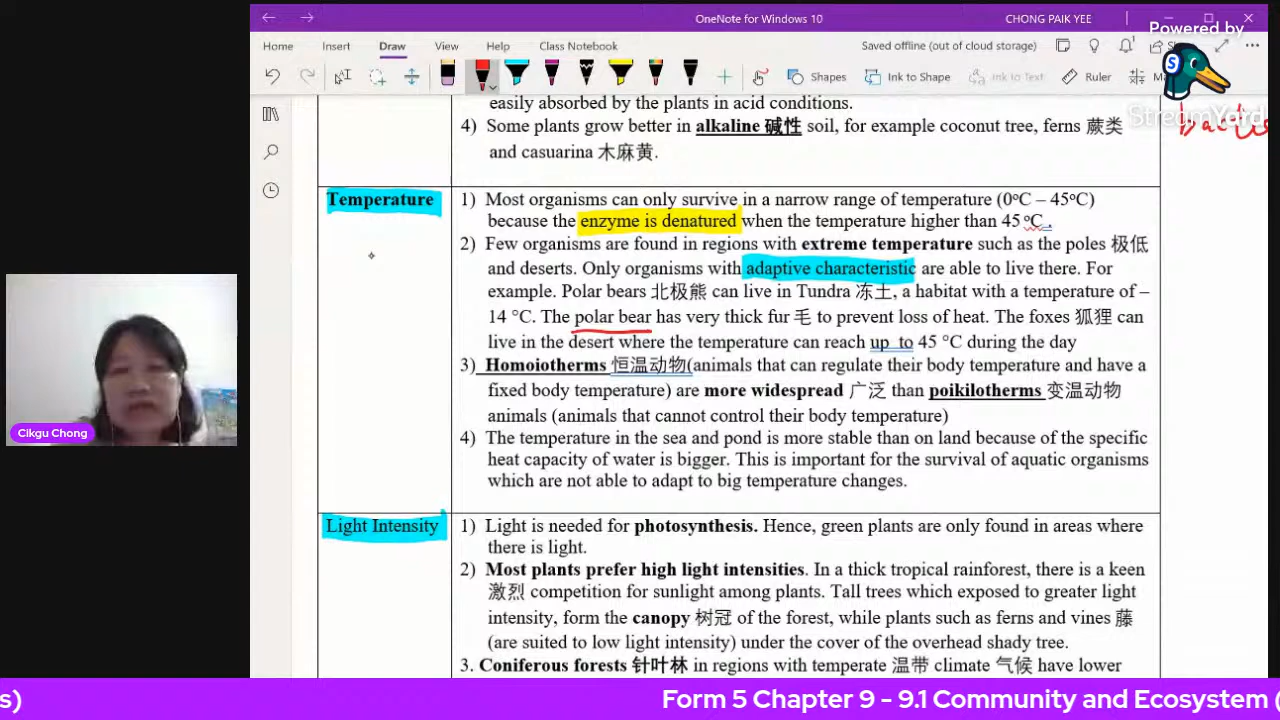 OneNote for Windows 10
CHONG PAIK YEE
Powered by
Home Insert Draw View Help Class Notebook
Saved offline (out of cloud storage)
Shapes Ink to Shape Ink to Text Ruler
StreamYard
easily absorbed by the plants in acid conditions.
4) Some plants grow better in alkaline 碱性 soil, for example coconut tree, ferns 蕨类
and casuarina 木麻黄.
Temperature
1) Most organisms can only survive in a narrow range of temperature (0°C – 45°C)
because the enzyme is denatured when the temperature higher than 45 °C .
2) Few organisms are found in regions with extreme temperature such as the poles 极低
and deserts. Only organisms with adaptive characteristic are able to live there. For
example. Polar bears 北极熊 can live in Tundra 冻土, a habitat with a temperature of –
14 °C. The polar bear has very thick fur 毛 to prevent loss of heat. The foxes 狐狸 can
live in the desert where the temperature can reach up to 45 °C during the day
3) Homoiotherms 恒温动物(animals that can regulate their body temperature and have a
fixed body temperature) are more widespread 广泛 than poikilotherms 变温动物
animals (animals that cannot control their body temperature)
4) The temperature in the sea and pond is more stable than on land because of the specific
heat capacity of water is bigger. This is important for the survival of aquatic organisms
which are not able to adapt to big temperature changes.
Light Intensity
1) Light is needed for photosynthesis. Hence, green plants are only found in areas where
there is light.
2) Most plants prefer high light intensities. In a thick tropical rainforest, there is a keen
激烈 competition for sunlight among plants. Tall trees which exposed to greater light
intensity, form the canopy 树冠 of the forest, while plants such as ferns and vines 藤
(are suited to low light intensity) under the cover of the overhead shady tree.
3. Coniferous forests 针叶林 in regions with temperate 温带 climate 气候 have lower
Cikgu Chong
s) Form 5 Chapter 9 - 9.1 Community and Ecosystem (